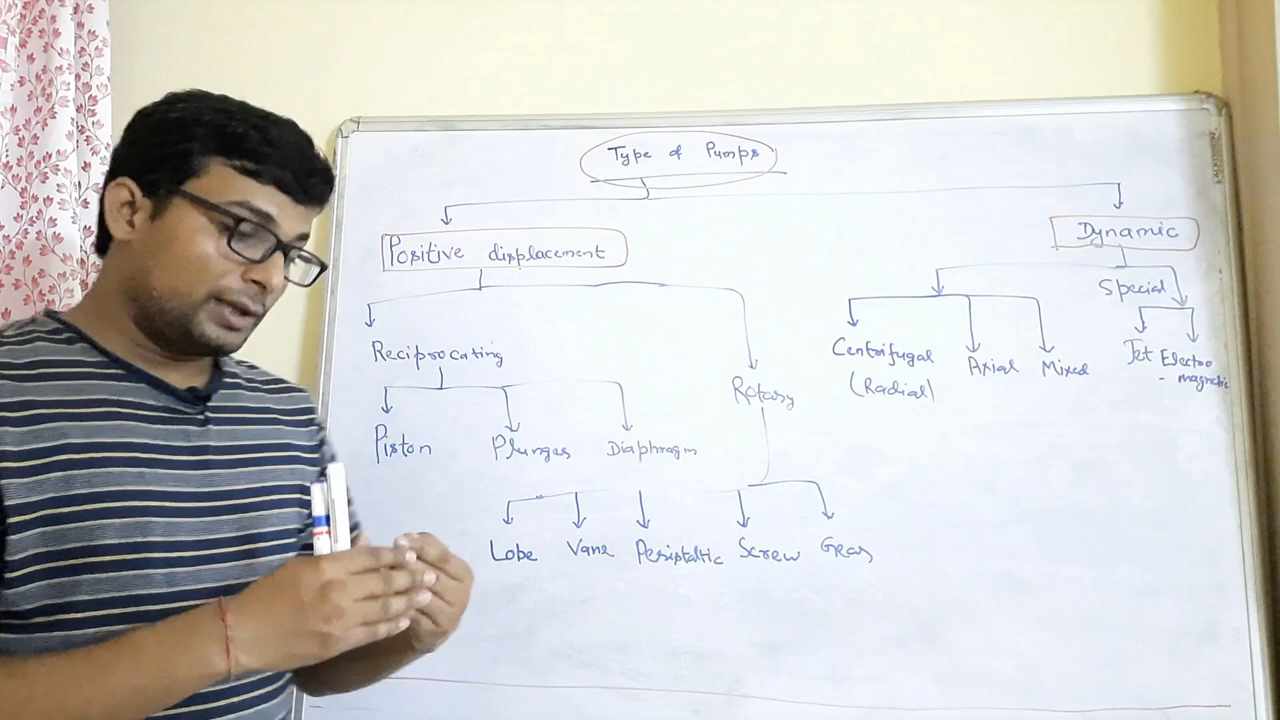 Type of Pumps
Positive displacement
Dynamic
Special
Reciprocating
Rotary
Centrifugal
(Radial)
Axial
Mixed
Jet
Electro
-magnetic
Piston
Plunger
Diaphragm
Lobe
Vane
Periptaltic
Screw
Gear